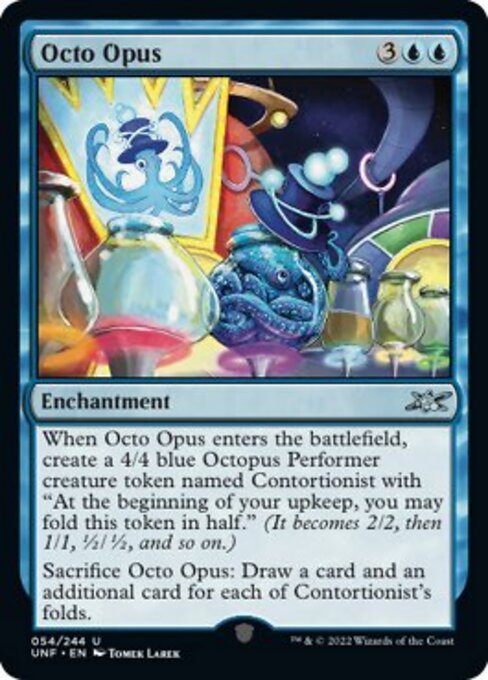 Octo Opus 3
Enchantment
When Octo Opus enters the battlefield,
create a 4/4 blue Octopus Performer
creature token named Contortionist with
“At the beginning of your upkeep, you may
fold this token in half.” (It becomes 2/2, then
1/1, ½/½, and so on.)
Sacrifice Octo Opus: Draw a card and an
additional card for each of Contortionist’s
folds.
054/244 U
UNF • EN Tomek Larek
™ & © 2022 Wizards of the Coast